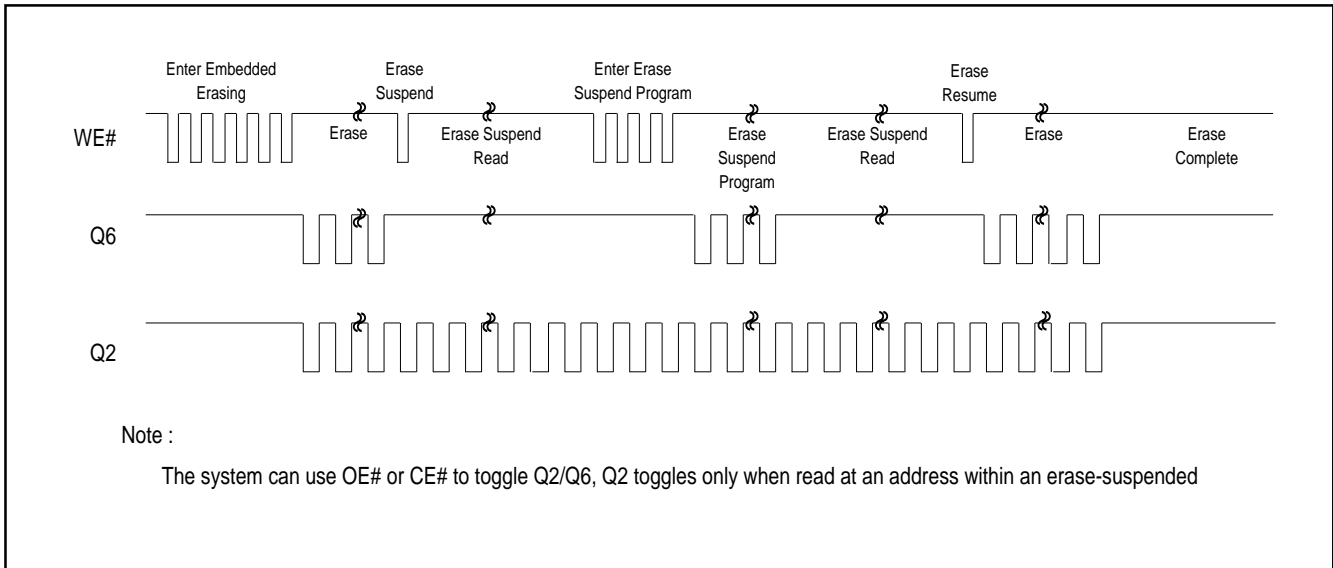 Enter Embedded
Erasing
Erase
Suspend
Enter Erase
Suspend Program
Erase
Resume
WE#
Erase
Erase Suspend
Read
Erase
Suspend
Program
Erase Suspend
Read
Erase
Erase
Complete
Q6
Q2
Note :
The system can use OE# or CE# to toggle Q2/Q6, Q2 toggles only when read at an address within an erase-suspended